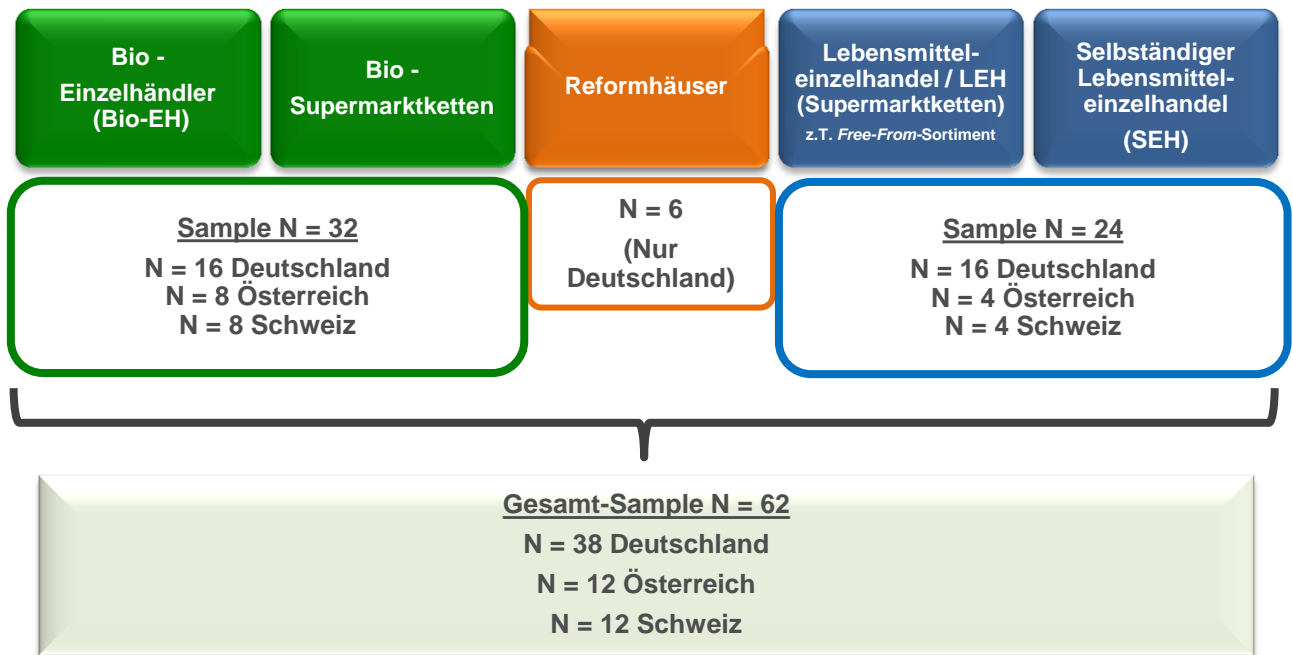 Bio -
Einzelhändler
(Bio-EH)
Bio -
Supermarktketten
Reformhäuser
Lebensmittel-
einzelhandel / LEH
(Supermarktketten)
z.T. Free-From-Sortiment
Selbständiger
Lebensmittel-
einzelhandel
(SEH)
Sample N = 32
N = 16 Deutschland
N = 8 Österreich
N = 8 Schweiz
N = 6
(Nur
Deutschland)
Sample N = 24
N = 16 Deutschland
N = 4 Österreich
N = 4 Schweiz
Gesamt-Sample N = 62
N = 38 Deutschland
N = 12 Österreich
N = 12 Schweiz